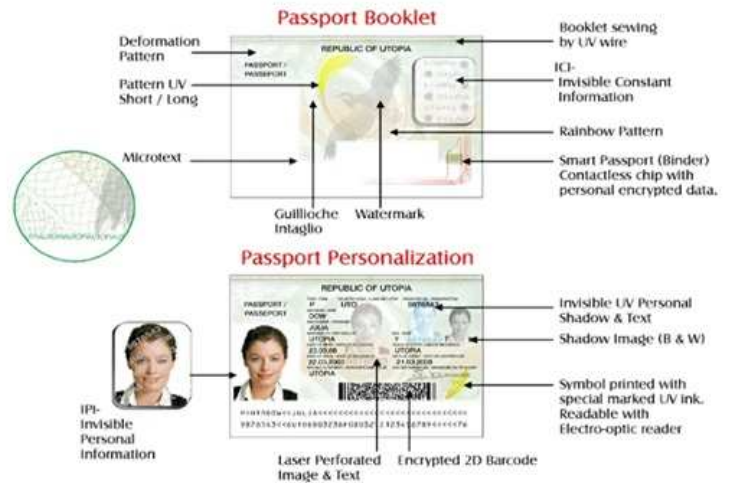 Passport Booklet
Deformation
Pattern
Pattern UV
Short / Long
Microtext
Guillioche
Intaglio
Watermark
REPUBLIC OF UTOPIA
PASSPORT /
PASSEPORT
Booklet sewing
by UV wire
ICI-
Invisible Constant
Information
Rainbow Pattern
Smart Passport (Binder)
Contactless chip with
personal encrypted data.
Passport Personalization
REPUBLIC OF UTOPIA
PASSPORT /
PASSEPORT
P UTO
DOW
JULIA
UTOPIA
UTOPIA
UTOPIA
IPI-
Invisible
Personal
Information
Laser Perforated
Image & Text
Encrypted 2D Barcode
Invisible UV Personal
Shadow & Text
Shadow Image (B & W)
Symbol printed with
special marked UV ink.
Readable with
Electro-optic reader